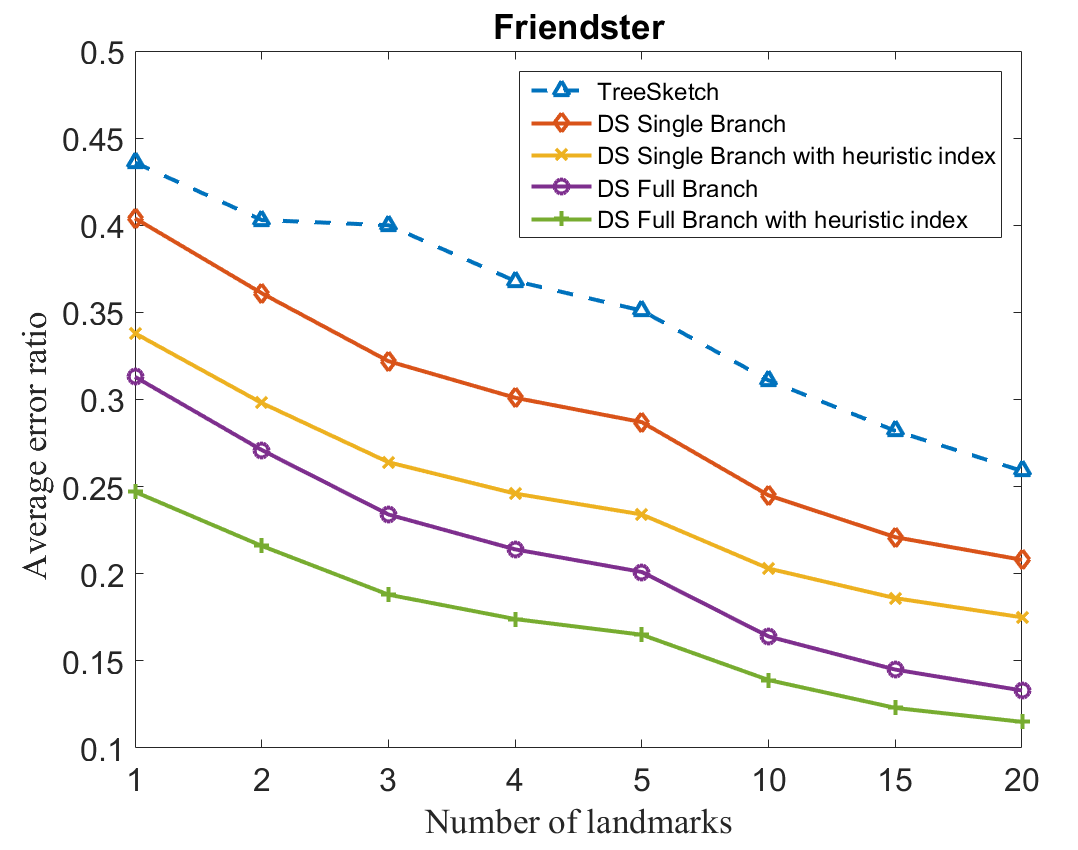 Friendster
0.5
0.45
0.4
0.35
0.3
0.25
0.2
0.15
0.1
Average error ratio
TreeSketch
DS Single Branch
DS Single Branch with heuristic index
DS Full Branch
DS Full Branch with heuristic index
1 2 3 4 5 10 15 20
Number of landmarks